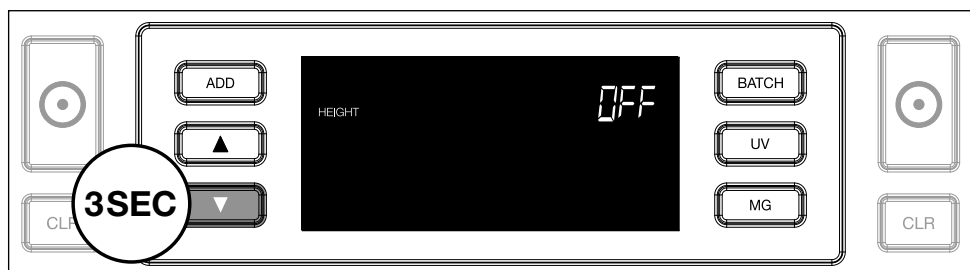 ADD
HEIGHT
OFF
BATCH
UV
3SEC
MG
CLR
CLR